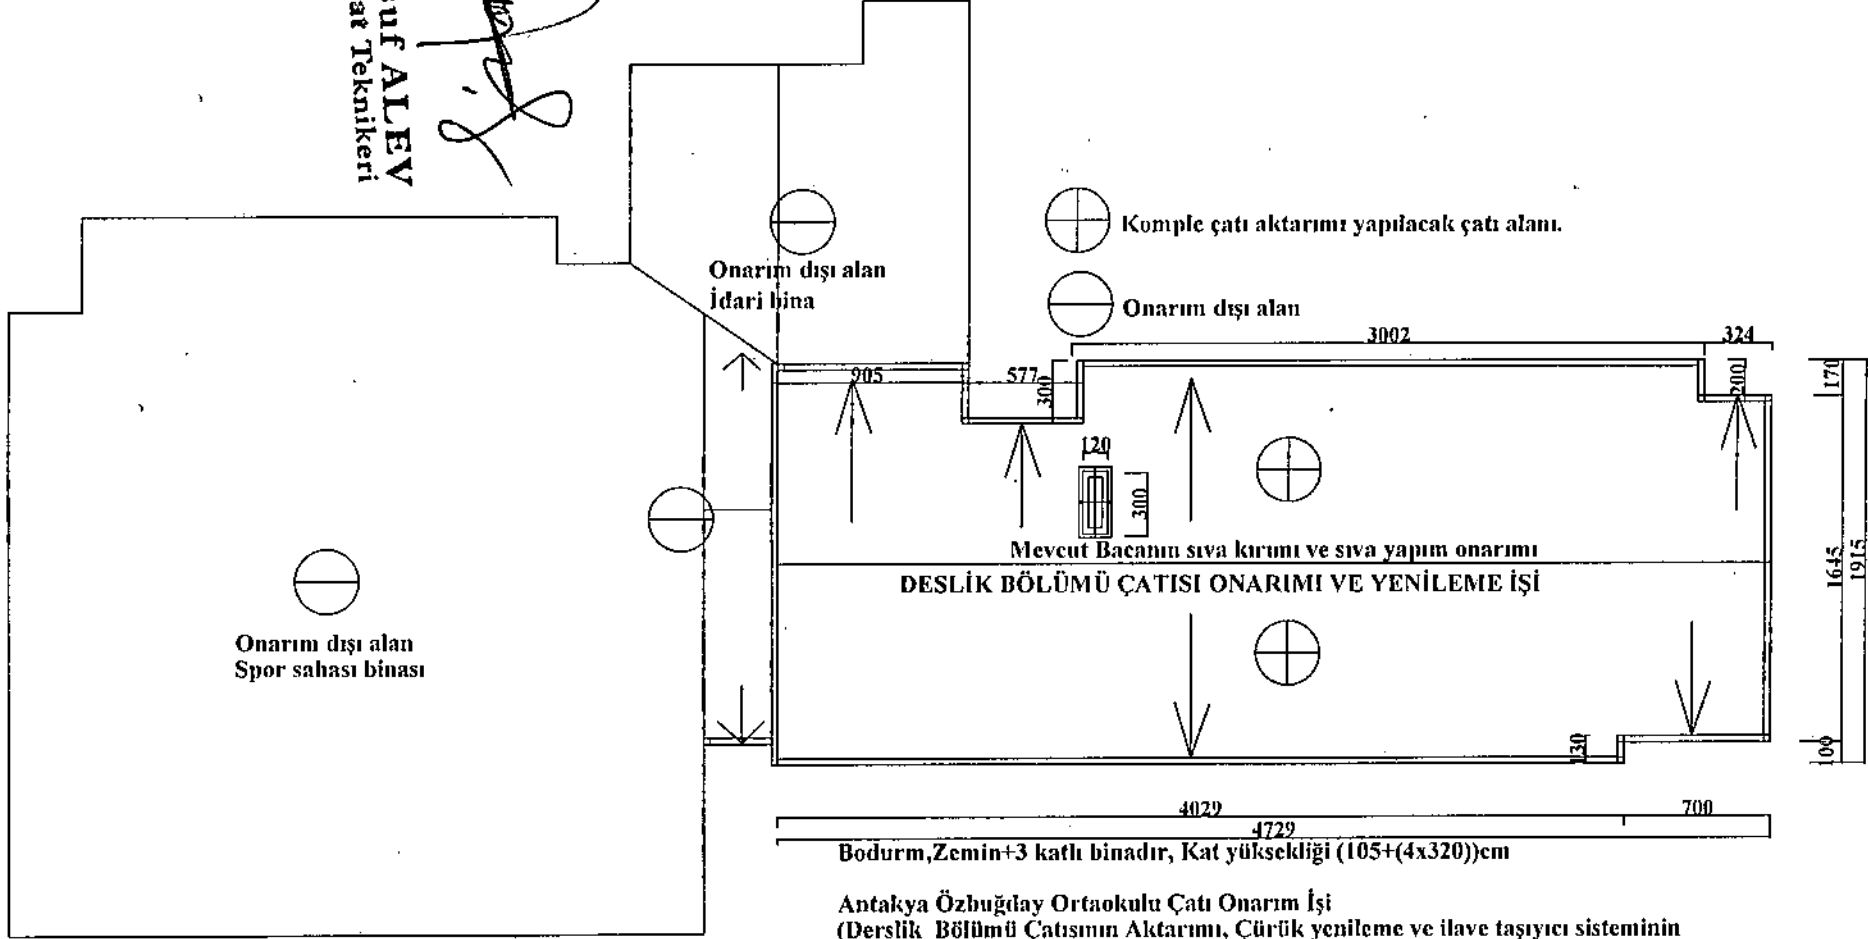 uf ALEV
at Teknikeri
Komple çatı aktarımı yapılacak çatı alanı.
Onarım dışı alan
İdari bina
Onarım dışı alan
3002
324
905
577
300
200
170
120
300
Mevcut Bacanın sıva kırımı ve sıva yapım onarımı
DESLİK BÖLÜMÜ ÇATISI ONARIMI VE YENİLEME İŞİ
1645
1915
Onarım dışı alan
Spor sahası binası
130
100
4029
700
4729
Bodurm,Zemin+3 katlı binadır, Kat yüksekliği (105+(4x320))cm
Antakya Özbuğday Ortaokulu Çatı Onarım İşi
(Derslik Bölümü Çatısının Aktarımı, Çürük yenileme ve ilave taşıyıcı sisteminin